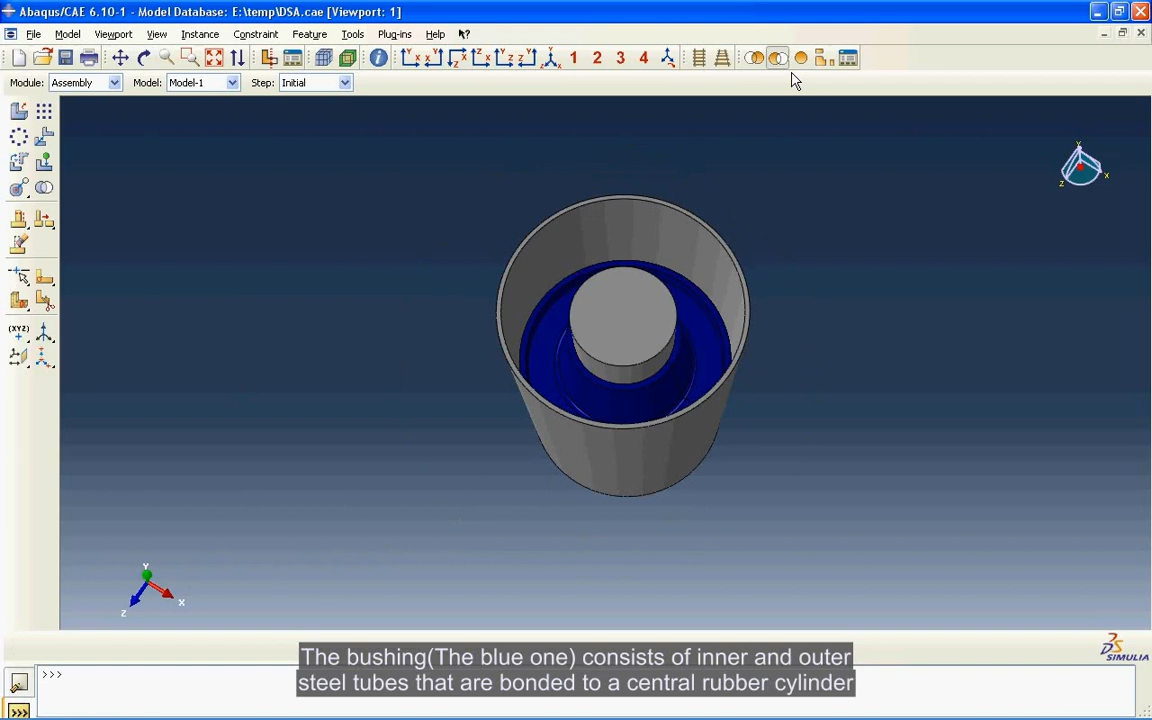 Abaqus/CAE 6.10-1 - Model Database: E:\temp\DSA.cae [Viewport: 1]
File Model Viewport View Instance Constraint Feature Tools Plug-ins Help
1 2 3 4
Module: Assembly Model: Model-1 Step: Initial
(XYZ)
Y
X
Z
Y
X
Z
The bushing(The blue one) consists of inner and outer
steel tubes that are bonded to a central rubber cylinder
SIMULIA
>>>
>>>